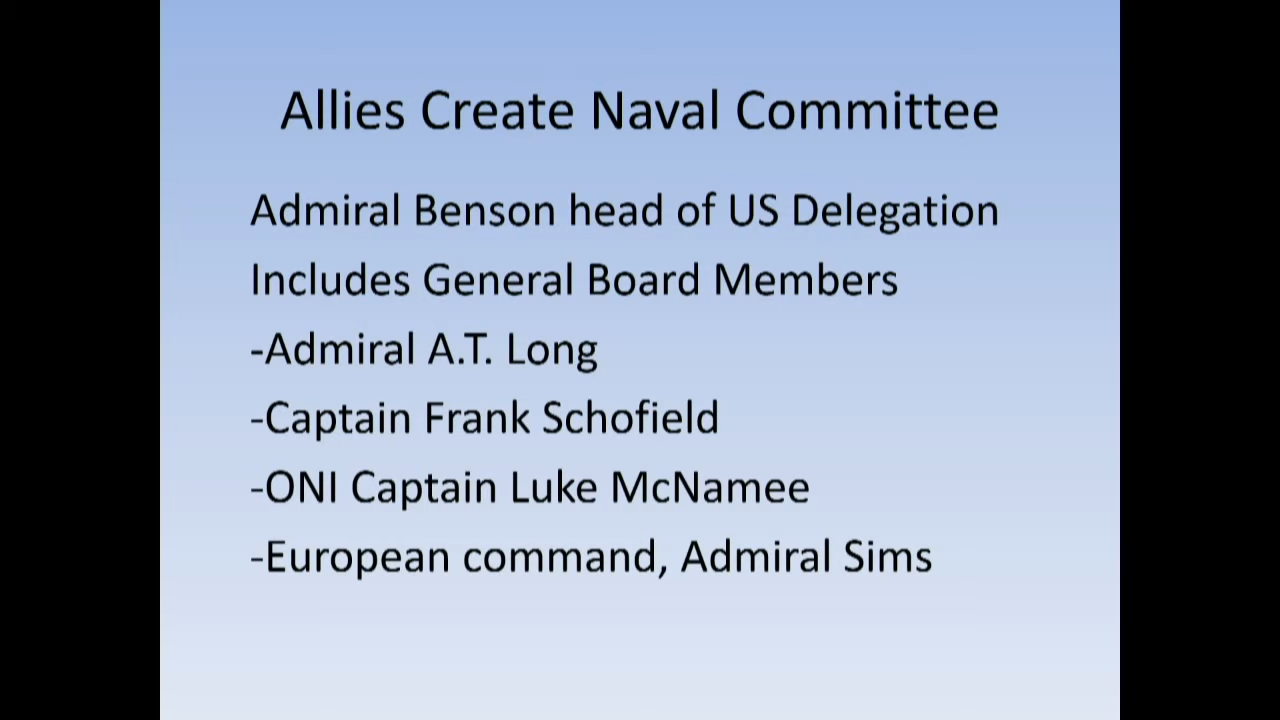 Allies Create Naval Committee
Admiral Benson head of US Delegation
Includes General Board Members
-Admiral A.T. Long
-Captain Frank Schofield
-ONI Captain Luke McNamee
-European command, Admiral Sims